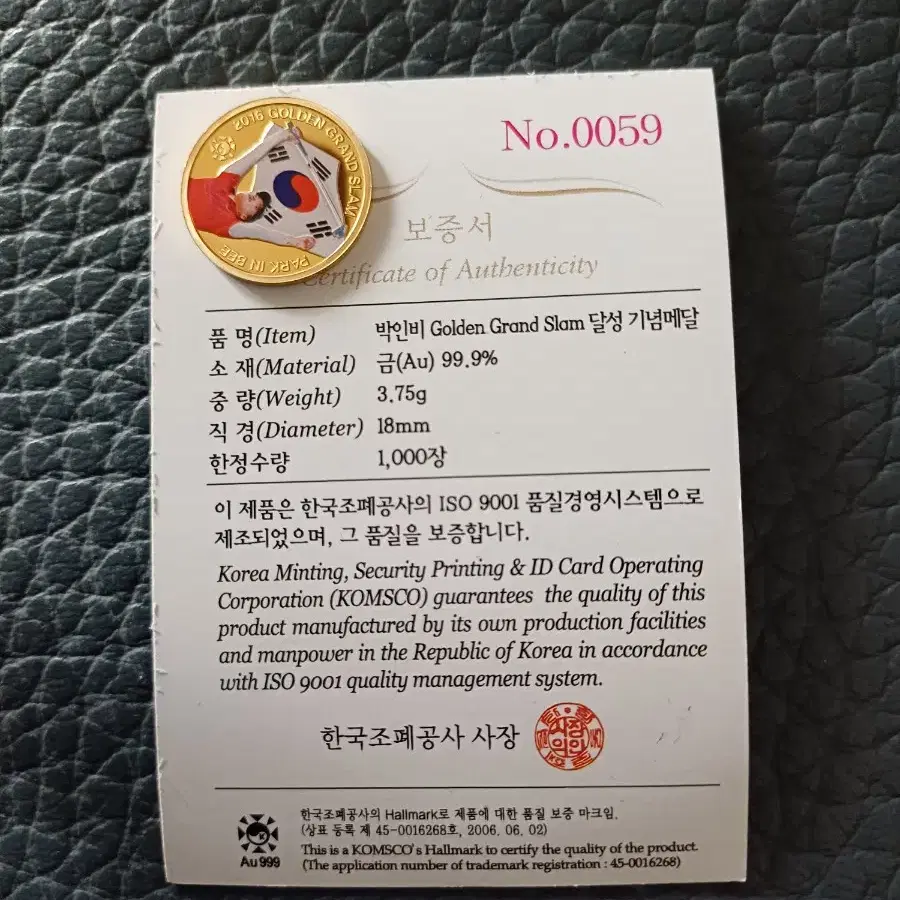 2016 GOLDEN GRAND SLAM
PARK IN BEE
No.0059
보증서
Certificate of Authenticity
품 명(Item) 박인비 Golden Grand Slam 달성 기념메달
소 재(Material) 금(Au) 99.9%
중 량(Weight) 3.75g
직 경(Diameter) 18mm
한정수량 1,000장
이 제품은 한국조폐공사의 ISO 9001 품질경영시스템으로
제조되었으며, 그 품질을 보증합니다.
Korea Minting, Security Printing & ID Card Operating
Corporation (KOMSCO) guarantees the quality of this
product manufactured by its own production facilities
and manpower in the Republic of Korea in accordance
with ISO 9001 quality management system.
한국조폐공사 사장
한국조폐공사의 Hallmark로 제품에 대한 품질 보증 마크임.
(상표 등록 제 45-0016268호, 2006. 06. 02)
Au 999
This is a KOMSCO's Hallmark to certify the quality of the product.
(The application number of trademark registration : 45-0016268)